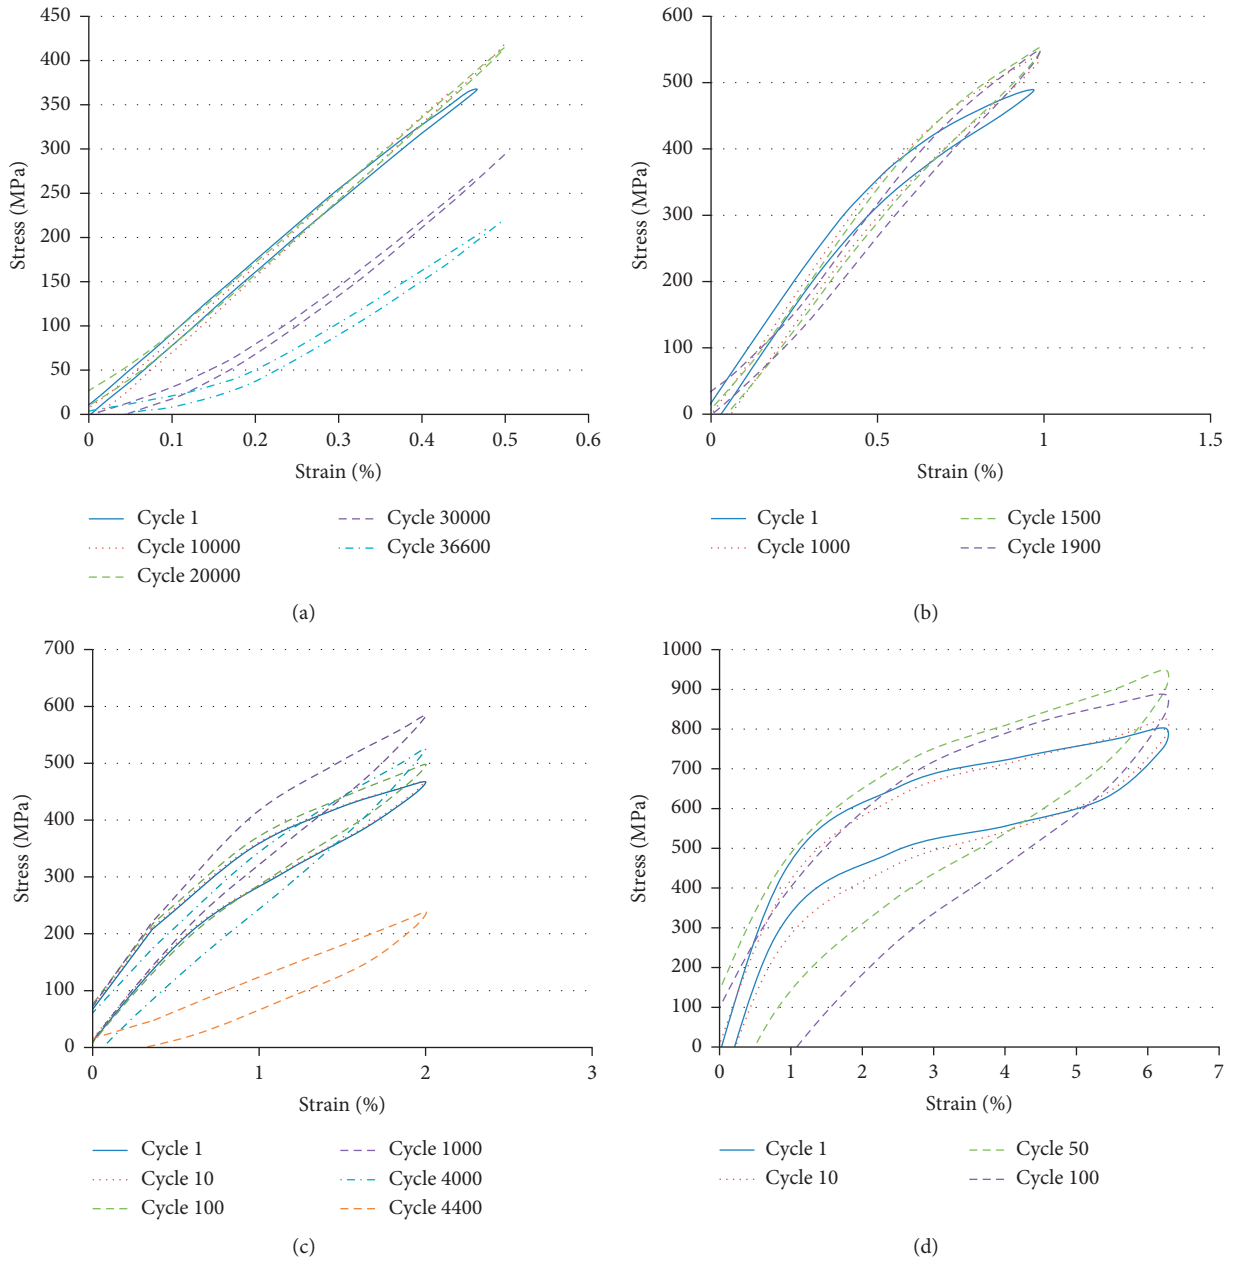 450
400
350
300
250
200
150
100
50
0
Stress (MPa)
0 0.1 0.2 0.3 0.4 0.5 0.6
Strain (%)
Cycle 1
Cycle 10000
Cycle 20000
Cycle 30000
Cycle 36600
(a)
600
500
400
300
200
100
0
Stress (MPa)
0 0.5 1 1.5
Strain (%)
Cycle 1
Cycle 1000
Cycle 1500
Cycle 1900
(b)
700
600
500
400
300
200
100
0
Stress (MPa)
0 1 2 3
Strain (%)
Cycle 1
Cycle 10
Cycle 100
Cycle 1000
Cycle 4000
Cycle 4400
(c)
1000
900
800
700
600
500
400
300
200
100
0
Stress (MPa)
0 1 2 3 4 5 6 7
Strain (%)
Cycle 1
Cycle 10
Cycle 50
Cycle 100
(d)